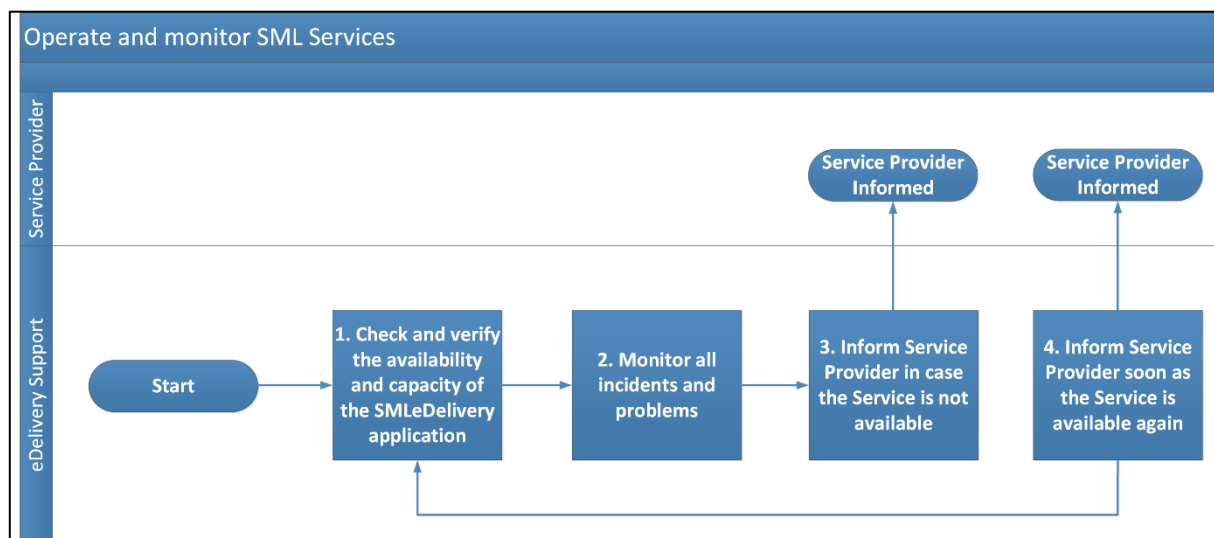 Operate and monitor SML Services
Service Provider
Service Provider
Informed
Service Provider
Informed
eDelivery Support
Start
1. Check and verify
the availability
and capacity of
the SMLeDelivery
application
2. Monitor all
incidents and
problems
3. Inform Service
Provider in case
the Service is not
available
4. Inform Service
Provider soon as
the Service is
available again